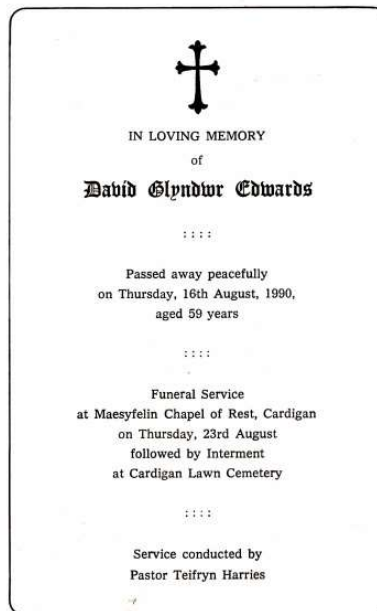 IN LOVING MEMORY
of
David Glyndwr Edwards
::::
Passed away peacefully
on Thursday, 16th August, 1990,
aged 59 years
::::
Funeral Service
at Maesyfelin Chapel of Rest, Cardigan
on Thursday, 23rd August
followed by Interment
at Cardigan Lawn Cemetery
::::
Service conducted by
Pastor Teifryn Harries